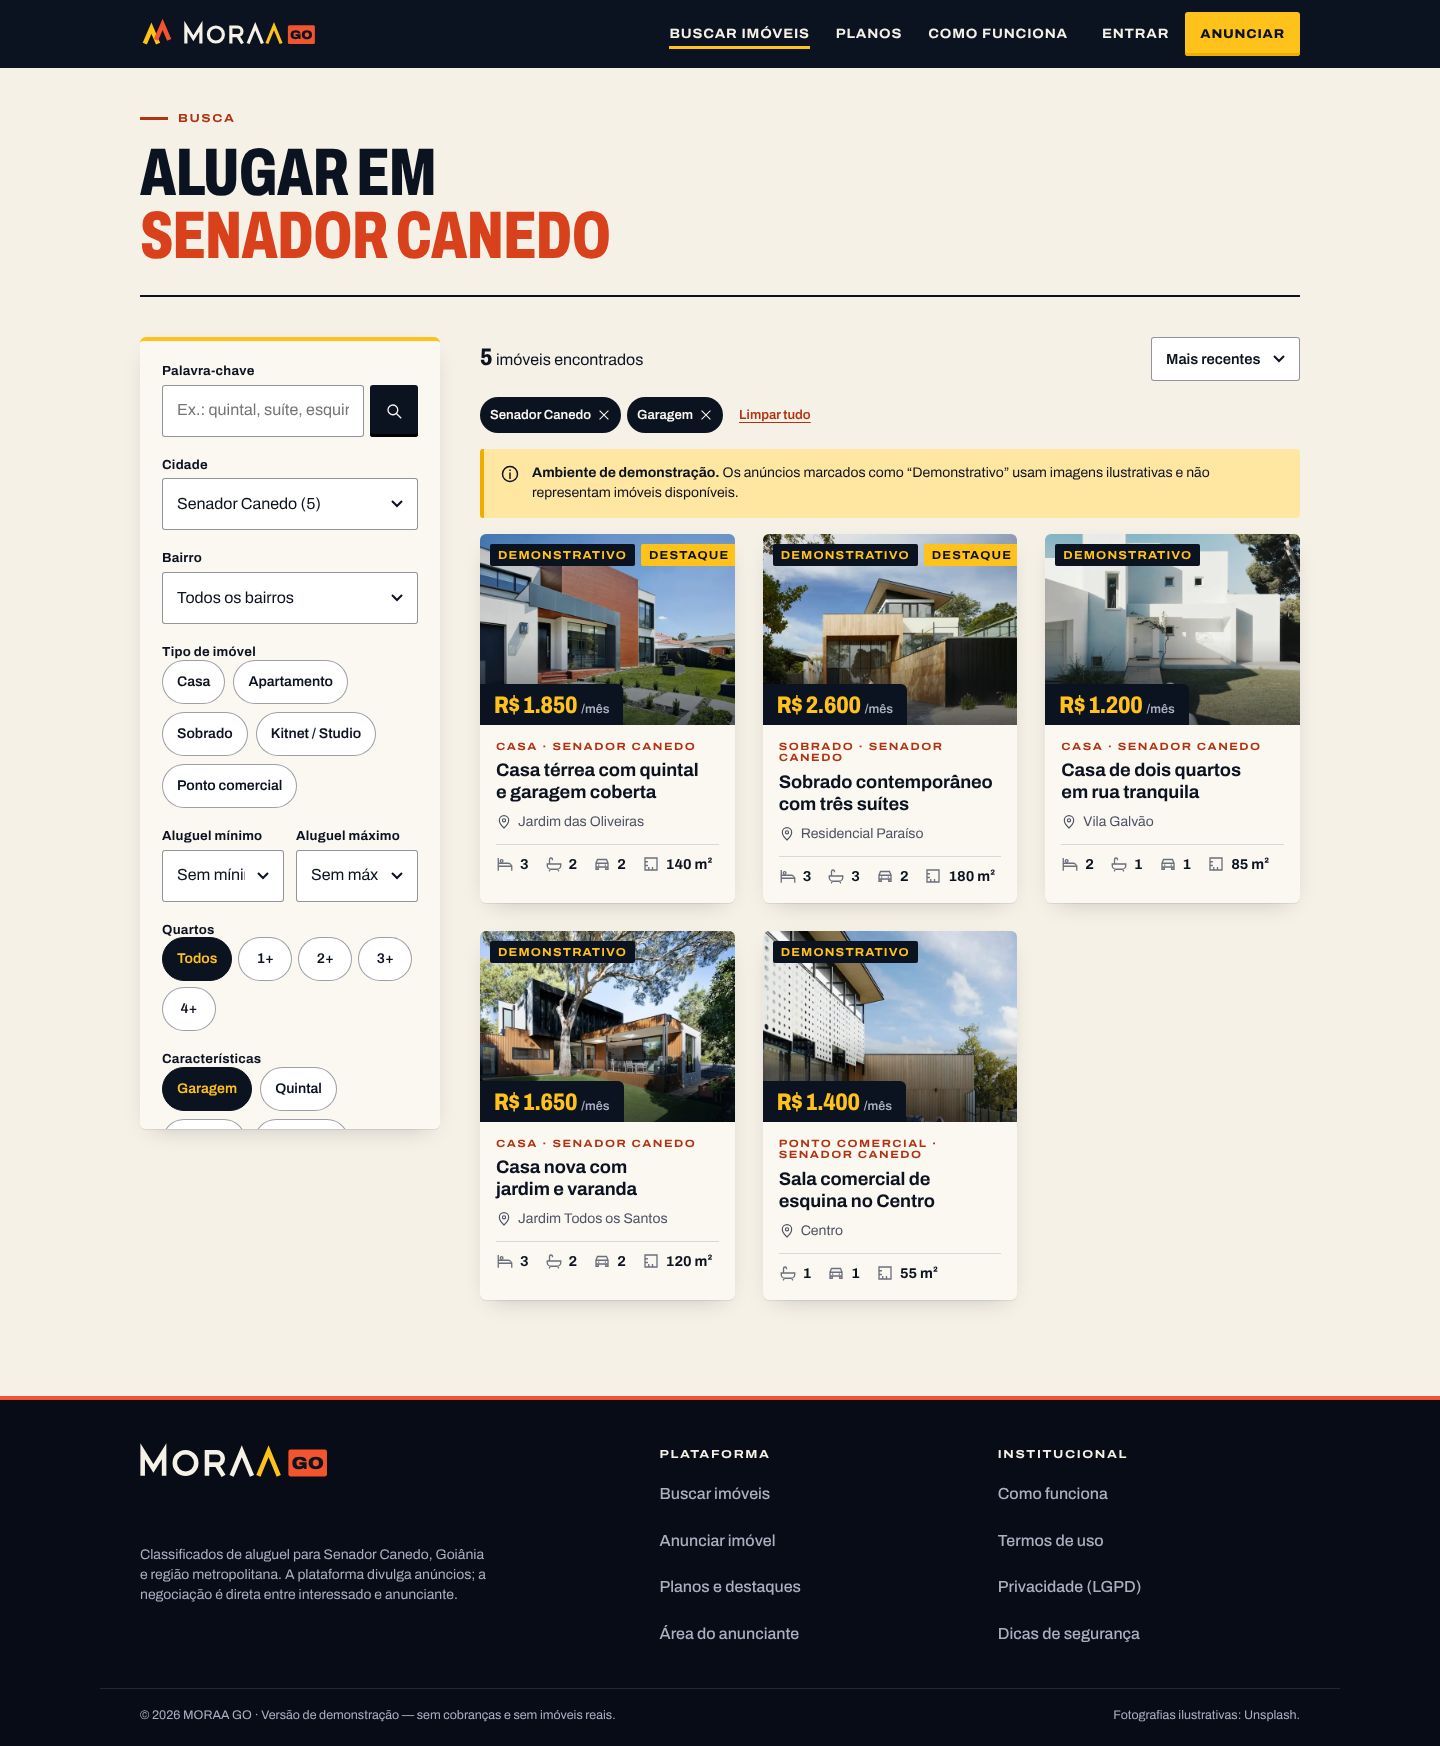 MORAA GO
BUSCAR IMÓVEIS
PLANOS
COMO FUNCIONA
ENTRAR
ANUNCIAR
BUSCA
ALUGAR EM
SENADOR CANEDO
Palavra-chave
Ex.: quintal, suíte, esquin
Cidade
Senador Canedo (5)
Bairro
Todos os bairros
Tipo de imóvel
Casa
Apartamento
Sobrado
Kitnet / Studio
Ponto comercial
Aluguel mínimo
Aluguel máximo
Sem míni
Sem máx
Quartos
Todos
1+
2+
3+
4+
Características
Garagem
Quintal
5 imóveis encontrados
Mais recentes
Senador Canedo
Garagem
Limpar tudo
Ambiente de demonstração. Os anúncios marcados como “Demonstrativo” usam imagens ilustrativas e não
representam imóveis disponíveis.
DEMONSTRATIVO
DESTAQUE
R$ 1.850 /mês
CASA · SENADOR CANEDO
Casa térrea com quintal
e garagem coberta
Jardim das Oliveiras
3 2 2 140 m²
DEMONSTRATIVO
DESTAQUE
R$ 2.600 /mês
SOBRADO · SENADOR
CANEDO
Sobrado contemporâneo
com três suítes
Residencial Paraíso
3 3 2 180 m²
DEMONSTRATIVO
R$ 1.200 /mês
CASA · SENADOR CANEDO
Casa de dois quartos
em rua tranquila
Vila Galvão
2 1 1 85 m²
DEMONSTRATIVO
R$ 1.650 /mês
CASA · SENADOR CANEDO
Casa nova com
jardim e varanda
Jardim Todos os Santos
3 2 2 120 m²
DEMONSTRATIVO
R$ 1.400 /mês
PONTO COMERCIAL ·
SENADOR CANEDO
Sala comercial de
esquina no Centro
Centro
1 1 55 m²
MORAA GO
Classificados de aluguel para Senador Canedo, Goiânia
e região metropolitana. A plataforma divulga anúncios; a
negociação é direta entre interessado e anunciante.
PLATAFORMA
Buscar imóveis
Anunciar imóvel
Planos e destaques
Área do anunciante
INSTITUCIONAL
Como funciona
Termos de uso
Privacidade (LGPD)
Dicas de segurança
© 2026 MORAA GO · Versão de demonstração — sem cobranças e sem imóveis reais.
Fotografias ilustrativas: Unsplash.